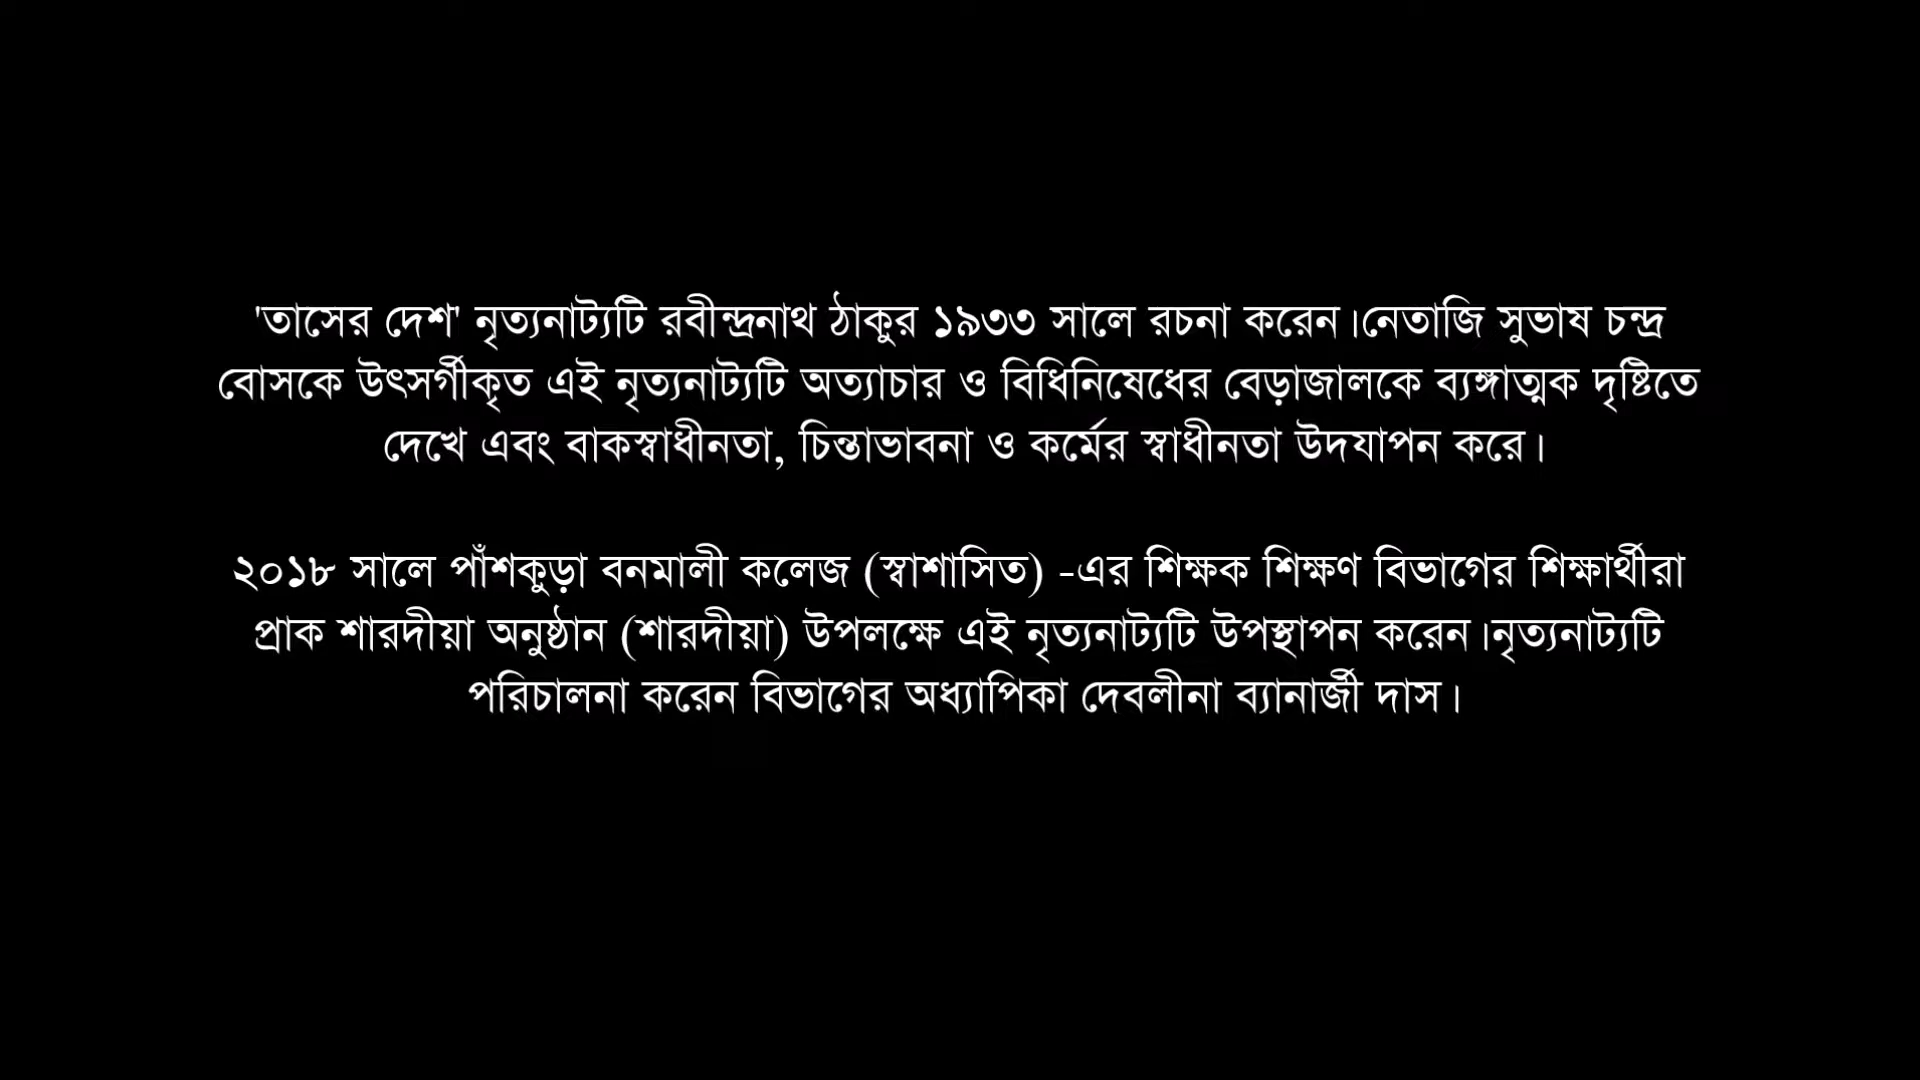 'তাসের দেশ' নৃত্যনাট্যটি রবীন্দ্রনাথ ঠাকুর ১৯৩৩ সালে রচনা করেন।নেতাজি সুভাষ চন্দ্র
বোসকে উৎসর্গীকৃত এই নৃত্যনাট্যটি অত্যাচার ও বিধিনিষেধের বেড়াজালকে ব্যঙ্গাত্মক দৃষ্টিতে
দেখে এবং বাকস্বাধীনতা, চিন্তাভাবনা ও কর্মের স্বাধীনতা উদযাপন করে।
২০১৮ সালে পাঁশকুড়া বনমালী কলেজ (স্বাশাসিত) -এর শিক্ষক শিক্ষণ বিভাগের শিক্ষার্থীরা
প্রাক শারদীয়া অনুষ্ঠান (শারদীয়া) উপলক্ষে এই নৃত্যনাট্যটি উপস্থাপন করেন।নৃত্যনাট্যটি
পরিচালনা করেন বিভাগের অধ্যাপিকা দেবলীনা ব্যানার্জী দাস।